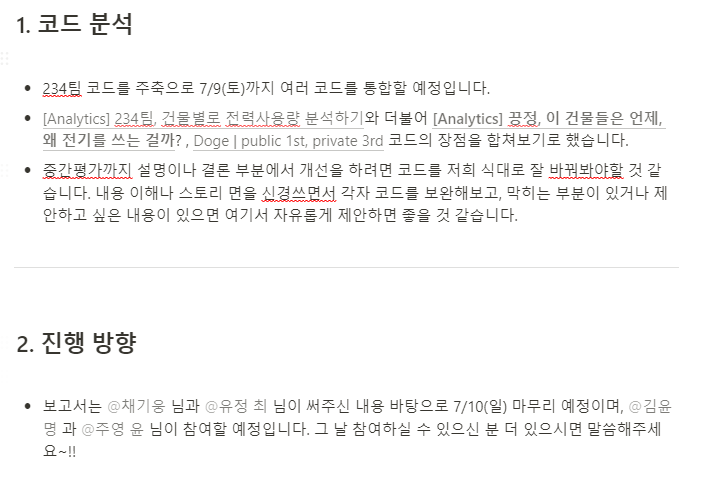 1. 코드 분석
• 234팀 코드를 주축으로 7/9(토)까지 여러 코드를 통합할 예정입니다.
• [Analytics] 234팀, 건물별로 전력사용량 분석하기와 더불어 [Analytics] 끙정, 이 건물들은 언제,
왜 전기를 쓰는 걸까? , Doge | public 1st, private 3rd 코드의 장점을 합쳐보기로 했습니다.
• 중간평가까지 설명이나 결론 부분에서 개선을 하려면 코드를 저희 식대로 잘 바꿔봐야할 것 같
습니다. 내용 이해나 스토리 면을 신경쓰면서 각자 코드를 보완해보고, 막히는 부분이 있거나 제
안하고 싶은 내용이 있으면 여기서 자유롭게 제안하면 좋을 것 같습니다.
2. 진행 방향
• 보고서는 @채기웅 님과 @유정 최 님이 써주신 내용 바탕으로 7/10(일) 마무리 예정이며, @김윤
명 과 @주영 윤 님이 참여할 예정입니다. 그 날 참여하실 수 있으신 분 더 있으시면 말씀해주세
요~!!